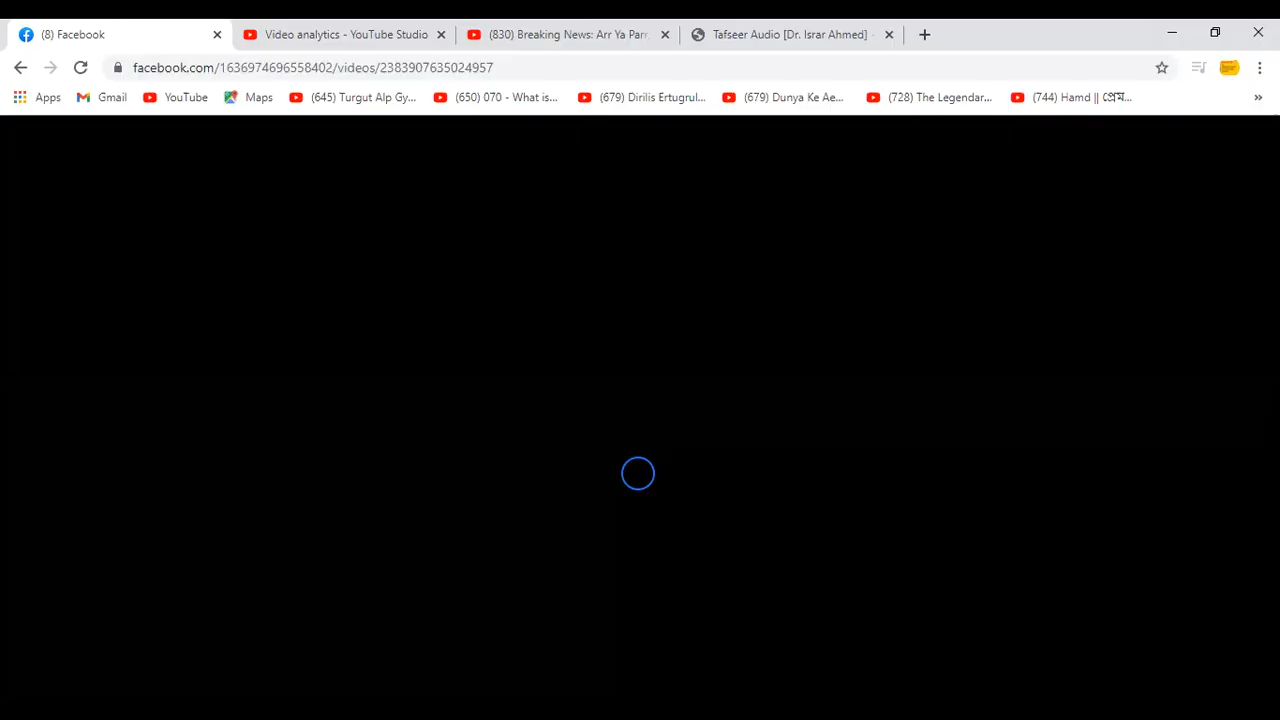 (8) Facebook
Video analytics - YouTube Studio
(830) Breaking News: Arr Ya Parr
Tafseer Audio [Dr. Israr Ahmed] -
facebook.com/1636974696558402/videos/2383907635024957
Apps
Gmail
YouTube
Maps
(645) Turgut Alp Gy...
(650) 070 - What is...
(679) Dirilis Ertugrul...
(679) Dunya Ke Ae...
(728) The Legendar...
(744) Hamd || প্রেম...